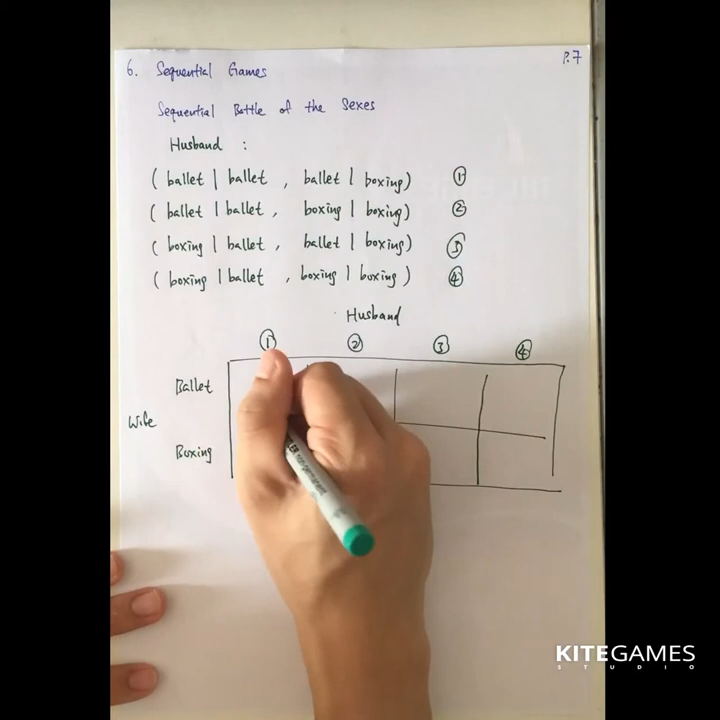 6. Sequential Games P.7
Sequential Battle of the Sexes
Husband :
( ballet | ballet , ballet | boxing) ①
( ballet | ballet , boxing | boxing) ②
( boxing | ballet , ballet | boxing) ③
( boxing | ballet , boxing | boxing ) ④
Husband
① ② ③ ④
Ballet
Wife
Boxing
KITEGAMES
STUDIO